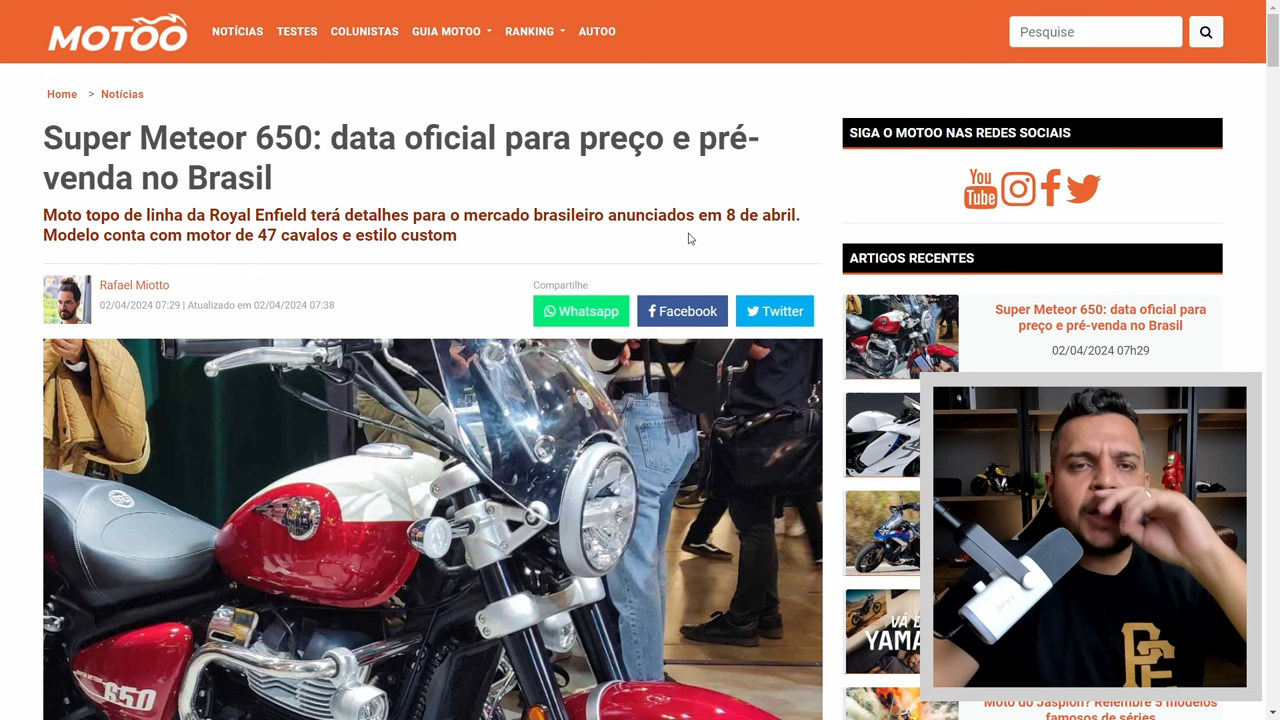 MOTOO
NOTÍCIAS TESTES COLUNISTAS GUIA MOTOO RANKING AUTOO
Pesquise
Home > Notícias
Super Meteor 650: data oficial para preço e pré-
venda no Brasil
Moto topo de linha da Royal Enfield terá detalhes para o mercado brasileiro anunciados em 8 de abril.
Modelo conta com motor de 47 cavalos e estilo custom
Rafael Miotto
02/04/2024 07:29 | Atualizado em 02/04/2024 07:38
Compartilhe
Whatsapp
Facebook
Twitter
650
SIGA O MOTOO NAS REDES SOCIAIS
You
Tube
ARTIGOS RECENTES
Super Meteor 650: data oficial para
preço e pré-venda no Brasil
02/04/2024 07h29
YAMA
Moto do Jaspion? Relembre 5 modelos
famosos de séries